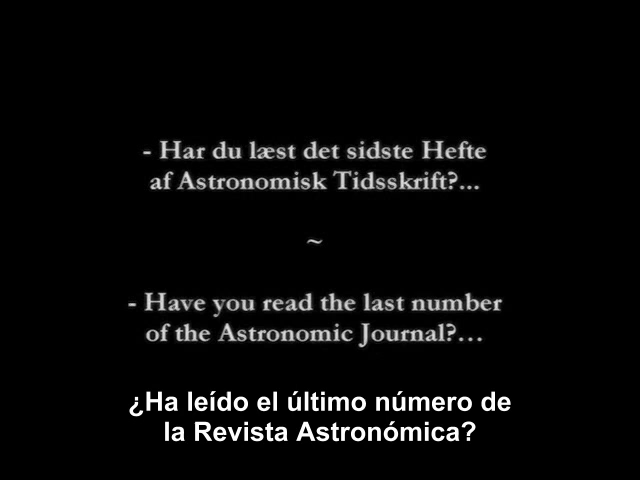 - Har du læst det sidste Hefte
af Astronomisk Tidsskrift?...
~
- Have you read the last number
of the Astronomic Journal?...
¿Ha leído el último número de
la Revista Astronómica?